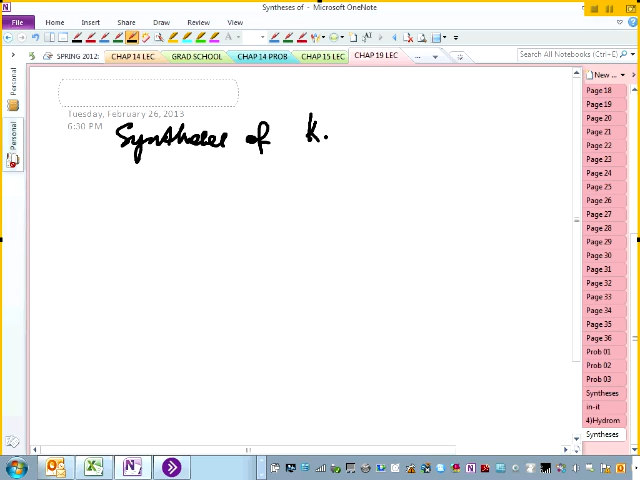 Syntheses of - Microsoft OneNote
File Home Insert Share Draw Review View
SPRING 2012: CHAP 14 LEC GRAD SCHOOL CHAP 14 PROB CHAP 15 LEC CHAP 19 LEC ... Search All Notebooks (Ctrl+E)
Personal
Personal
Tuesday, February 26, 2013
6:30 PM
Syntheses of K.
New
Page 18
Page 19
Page 20
Page 21
Page 22
Page 23
Page 24
Page 25
Page 26
Page 27
Page 28
Page 29
Page 30
Page 31
Page 32
Page 33
Page 34
Page 35
Page 36
Prob 01
Prob 02
Prob 03
Syntheses
in-it
4)Hydrom
Syntheses